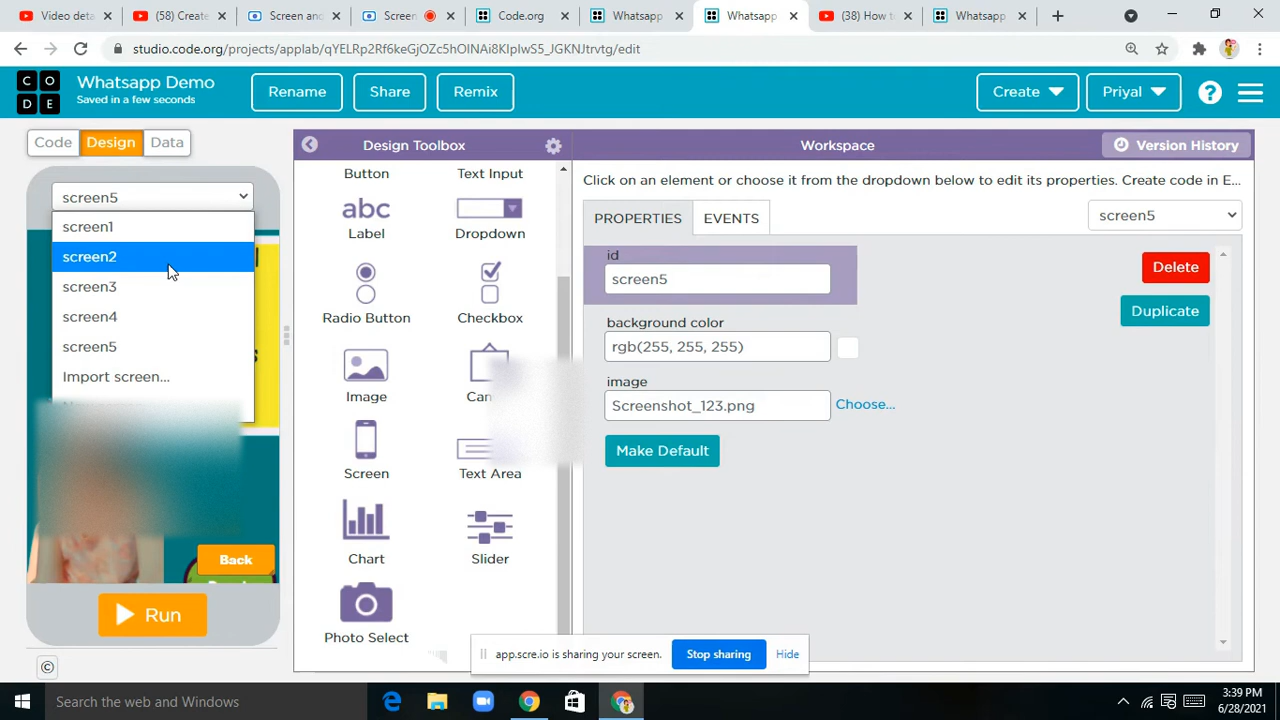 Video deta
(58) Create
Screen and
Screen
Code.org
Whatsapp
Whatsapp
(38) How t
Whatsapp
studio.code.org/projects/applab/qYELRp2Rf6keGjOZc5hOINAi8KIpIwS5_JGKNJtrvtg/edit
C O D E
Whatsapp Demo
Saved in a few seconds
Rename
Share
Remix
Create
Priyal
?
Code
Design
Data
Design Toolbox
Workspace
Version History
screen5
screen1
screen2
screen3
screen4
screen5
Import screen...
Back
Run
©
Button
Text Input
abc
Label
Dropdown
Radio Button
Checkbox
Image
Screen
Text Area
Chart
Slider
Photo Select
Click on an element or choose it from the dropdown below to edit its properties. Create code in E...
PROPERTIES
EVENTS
screen5
id
screen5
Delete
Duplicate
background color
rgb(255, 255, 255)
image
Screenshot_123.png
Choose...
Make Default
app.scre.io is sharing your screen.
Stop sharing
Hide
Search the web and Windows
3:39 PM
6/28/2021